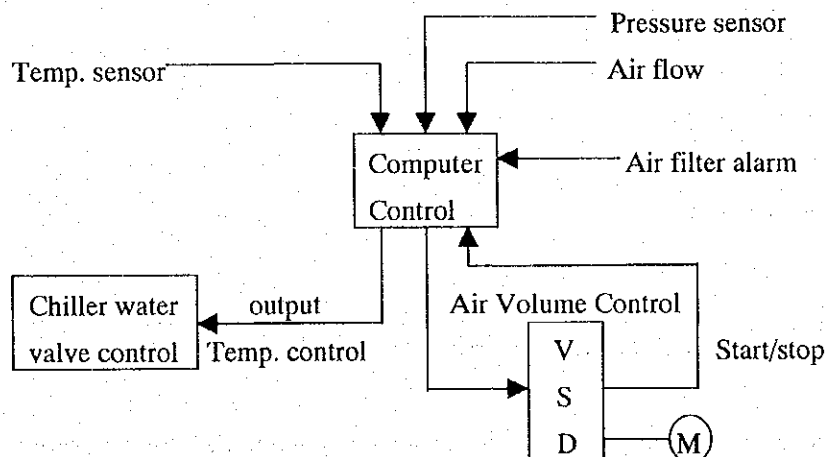 Pressure sensor
Temp. sensor
Air flow
Computer
Control
Air filter alarm
Chiller water
valve control
output
Temp. control
Air Volume Control
V
S
D
Start/stop
M